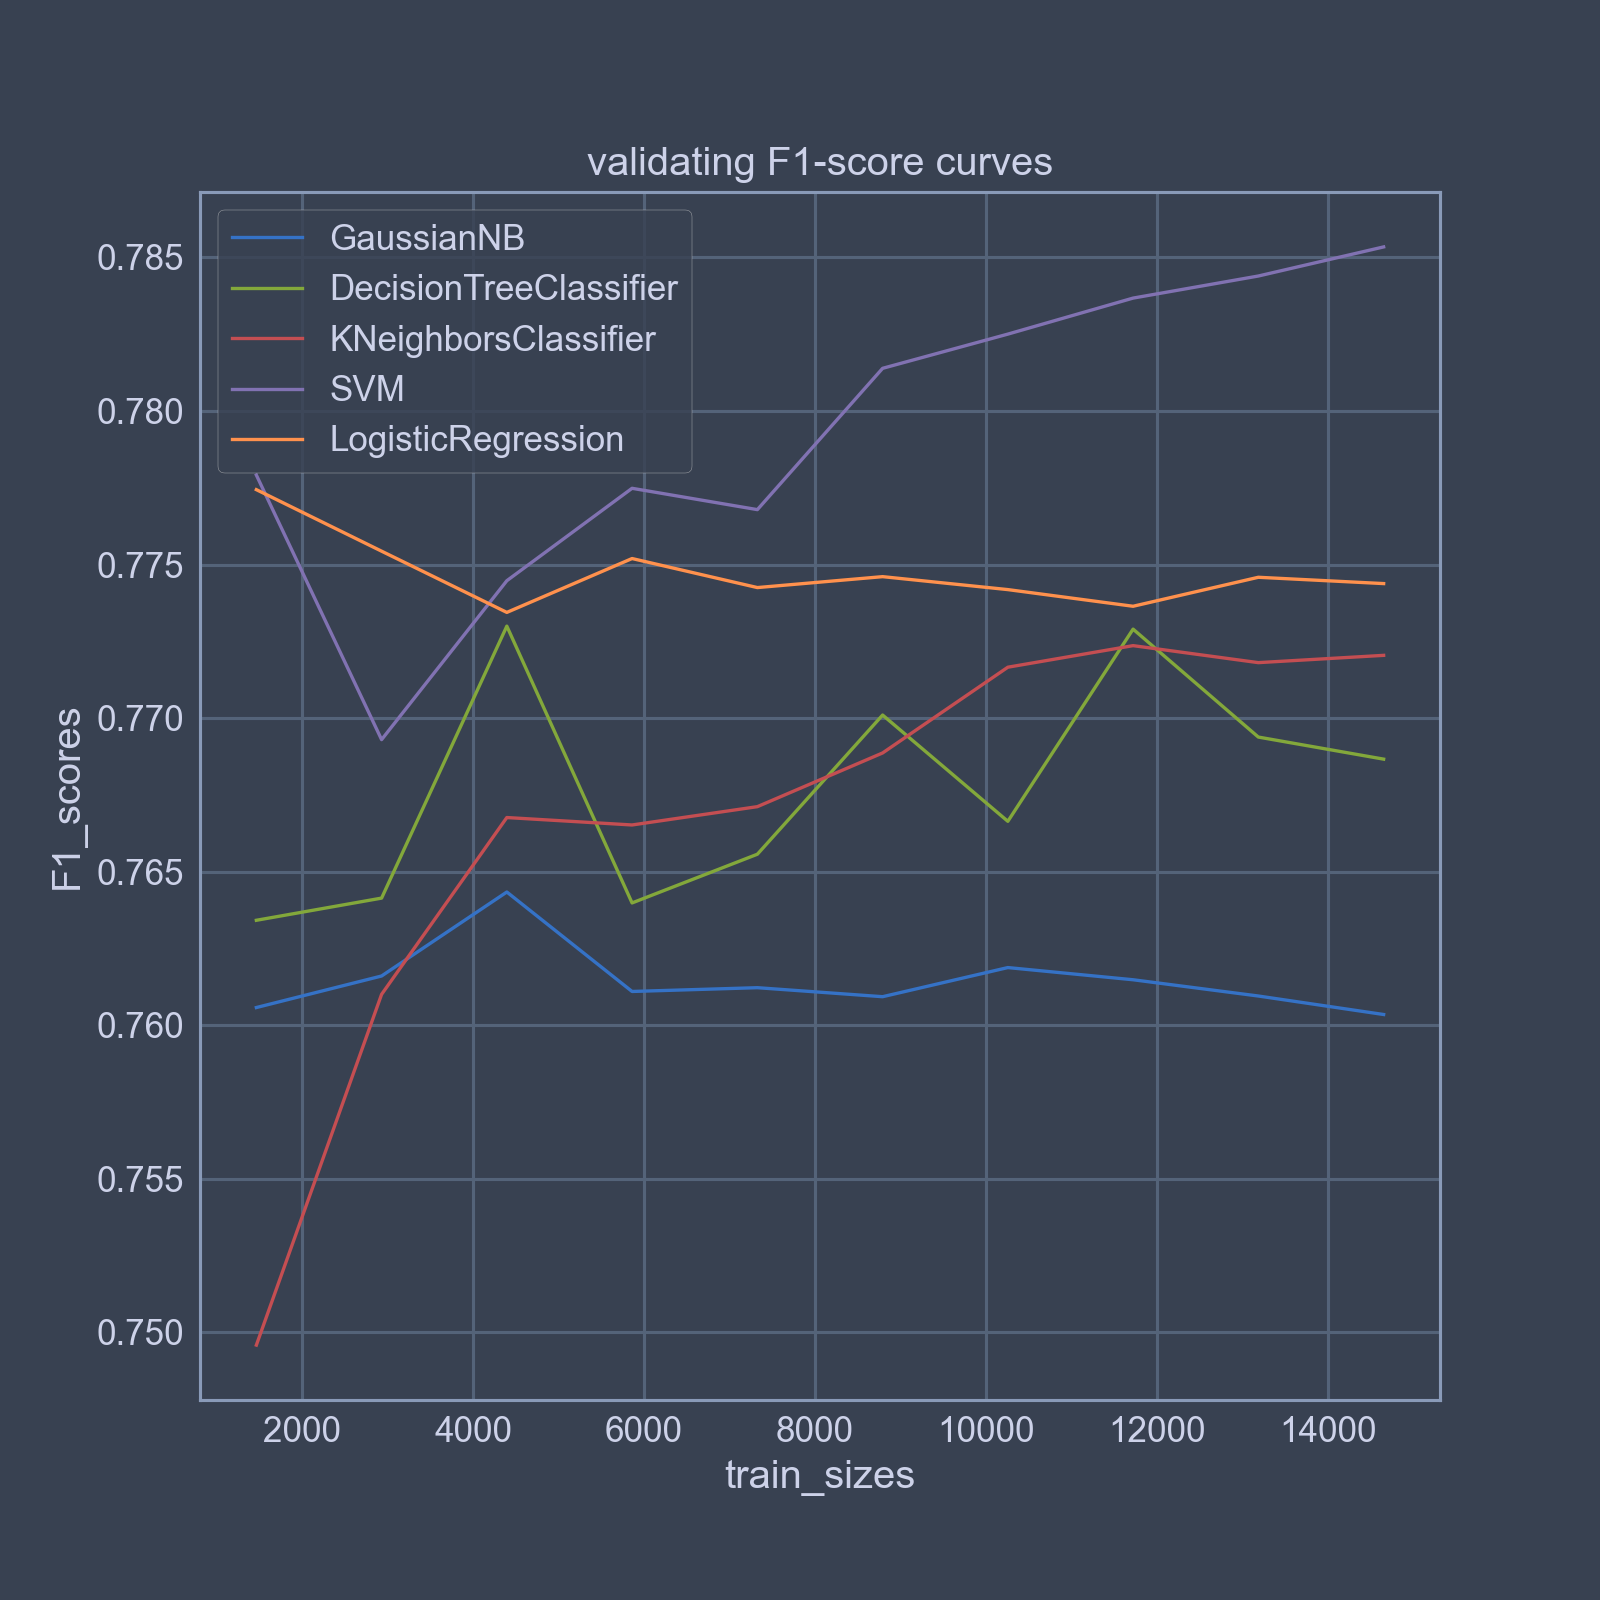 validating F1-score curves
GaussianNB
DecisionTreeClassifier
KNeighborsClassifier
SVM
LogisticRegression
0.785
0.780
0.775
0.770
0.765
0.760
0.755
0.750
F1_scores
2000 4000 6000 8000 10000 12000 14000
train_sizes